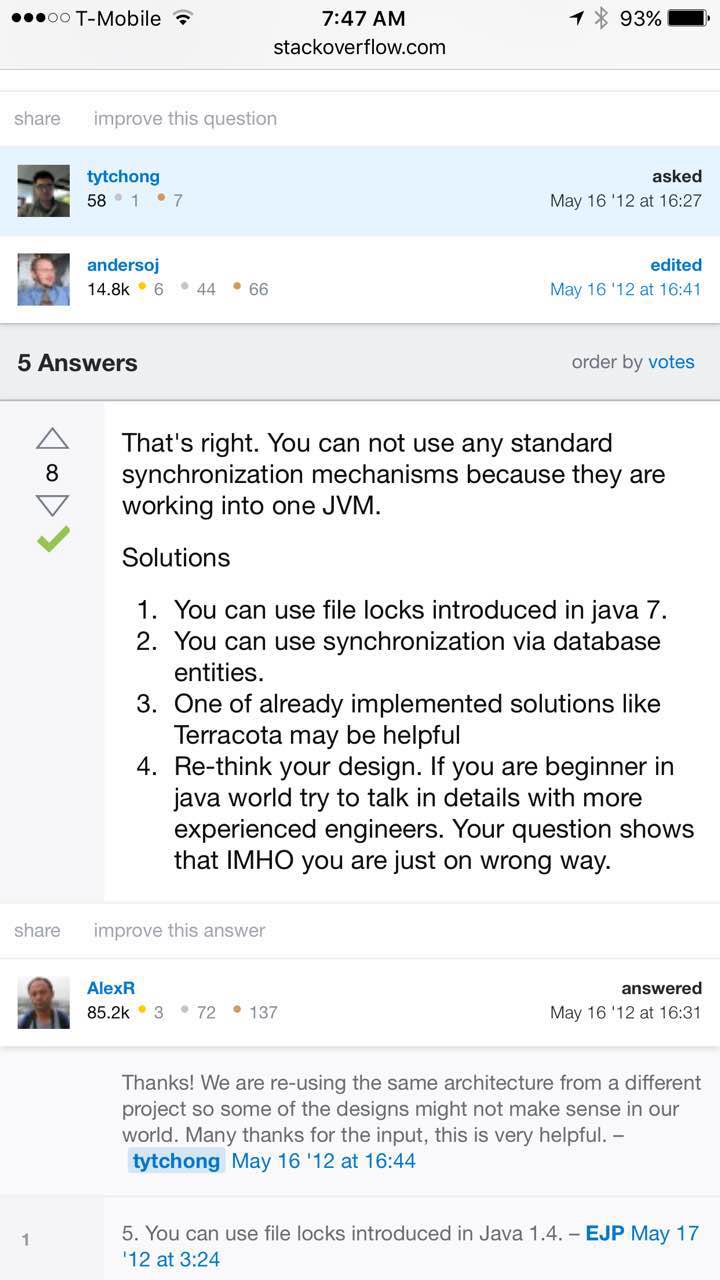 T-Mobile 7:47 AM 93%
stackoverflow.com
share improve this question
tytchong asked
58 1 7 May 16 '12 at 16:27
andersoj edited
14.8k 6 44 66 May 16 '12 at 16:41
5 Answers order by votes
That's right. You can not use any standard
8
synchronization mechanisms because they are
working into one JVM.
Solutions
1. You can use file locks introduced in java 7.
2. You can use synchronization via database
entities.
3. One of already implemented solutions like
Terracota may be helpful
4. Re-think your design. If you are beginner in
java world try to talk in details with more
experienced engineers. Your question shows
that IMHO you are just on wrong way.
share improve this answer
AlexR answered
85.2k 3 72 137 May 16 '12 at 16:31
Thanks! We are re-using the same architecture from a different
project so some of the designs might not make sense in our
world. Many thanks for the input, this is very helpful. –
tytchong May 16 '12 at 16:44
1 5. You can use file locks introduced in Java 1.4. – EJP May 17
'12 at 3:24